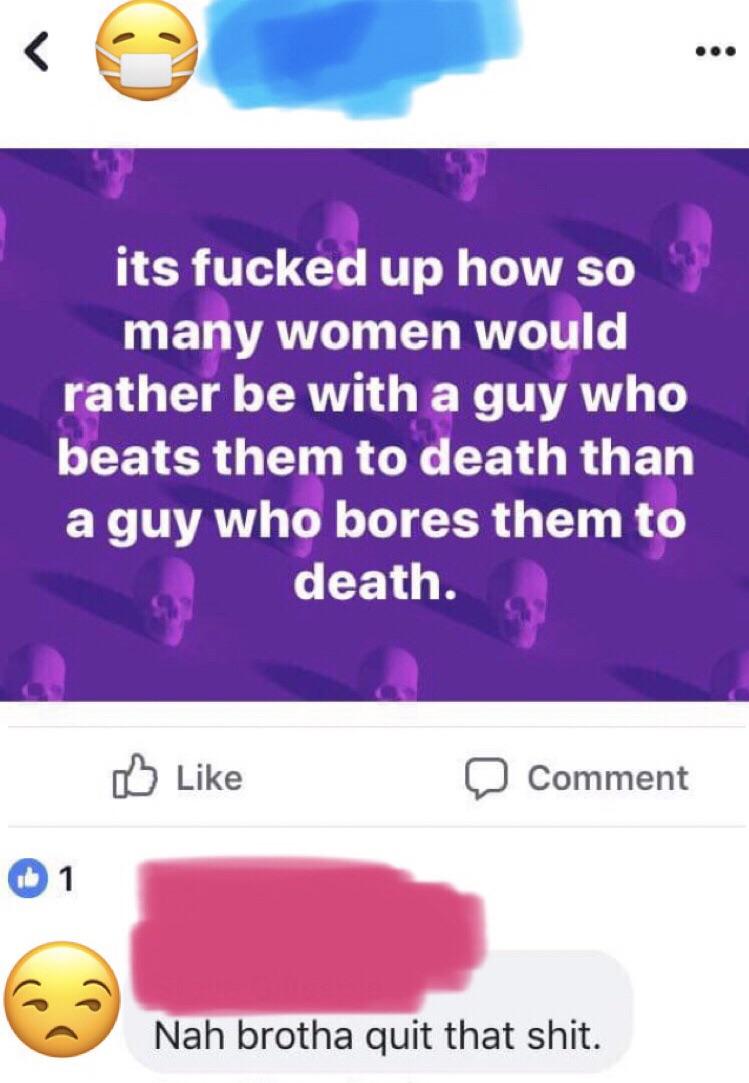 its fucked up how so
many women would
rather be with a guy who
beats them to death than
a guy who bores them to
death.
Like
Comment
1
Nah brotha quit that shit.